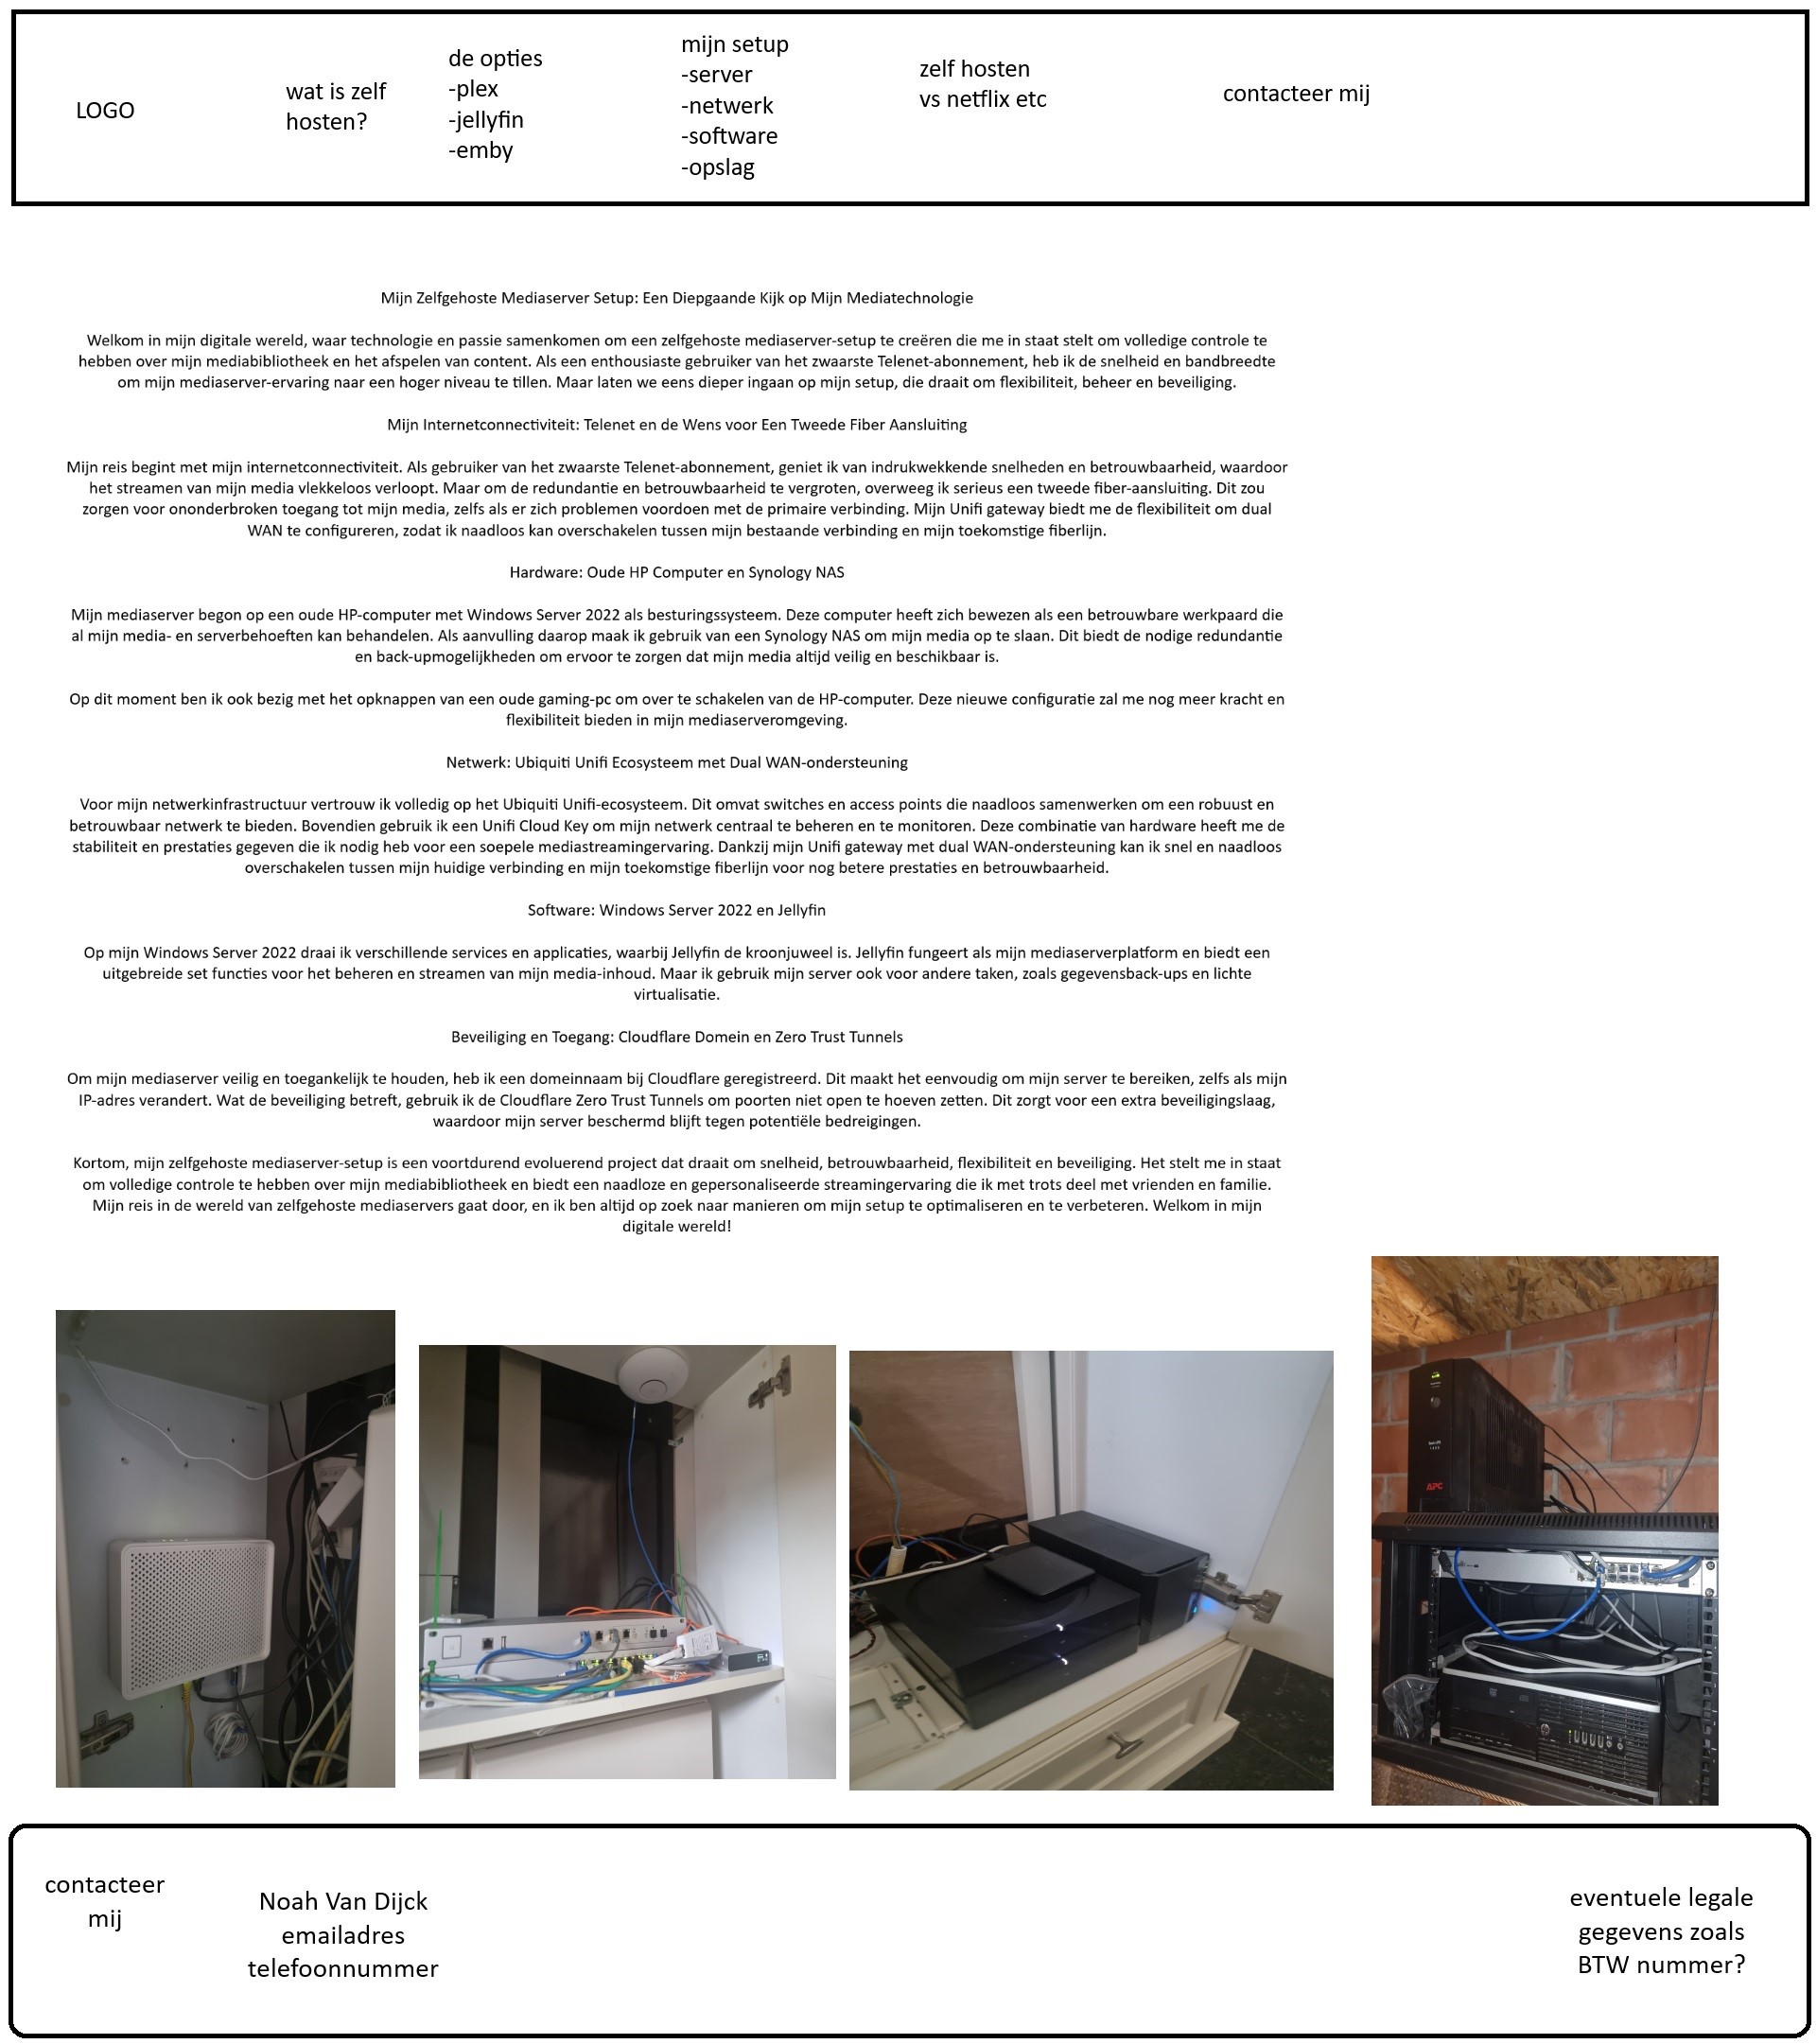 LOGO
wat is zelf
hosten?
de opties
-plex
-jellyfin
-emby
mijn setup
-server
-netwerk
-software
-opslag
zelf hosten
vs netflix etc
contacteer mij
Mijn Zelfgehoste Mediaserver Setup: Een Diepgaande Kijk op Mijn Mediatechnologie
Welkom in mijn digitale wereld, waar technologie en passie samenkomen om een zelfgehoste mediaserver-setup te creëren die me in staat stelt om volledige controle te
hebben over mijn mediabibliotheek en het afspelen van content. Als een enthousiaste gebruiker van het zwaarste Telenet-abonnement, heb ik de snelheid en bandbreedte
om mijn mediaserver-ervaring naar een hoger niveau te tillen. Maar laten we eens dieper ingaan op mijn setup, die draait om flexibiliteit, beheer en beveiliging.
Mijn Internetconnectiviteit: Telenet en de Wens voor Een Tweede Fiber Aansluiting
Mijn reis begint met mijn internetconnectiviteit. Als gebruiker van het zwaarste Telenet-abonnement, geniet ik van indrukwekkende snelheden en betrouwbaarheid, waardoor
het streamen van mijn media vlekkeloos verloopt. Maar om de redundantie en betrouwbaarheid te vergroten, overweeg ik serieus een tweede fiber-aansluiting. Dit zou
zorgen voor ononderbroken toegang tot mijn media, zelfs als er zich problemen voordoen met de primaire verbinding. Mijn Unifi gateway biedt me de flexibiliteit om dual
WAN te configureren, zodat ik naadloos kan overschakelen tussen mijn bestaande verbinding en mijn toekomstige fiberlijn.
Hardware: Oude HP Computer en Synology NAS
Mijn mediaserver begon op een oude HP-computer met Windows Server 2022 als besturingssysteem. Deze computer heeft zich bewezen als een betrouwbare werkpaard die
al mijn media- en serverbehoeften kan behandelen. Als aanvulling daarop maak ik gebruik van een Synology NAS om mijn media op te slaan. Dit biedt de nodige redundantie
en back-upmogelijkheden om ervoor te zorgen dat mijn media altijd veilig en beschikbaar is.
Op dit moment ben ik ook bezig met het opknappen van een oude gaming-pc om over te schakelen van de HP-computer. Deze nieuwe configuratie zal me nog meer kracht en
flexibiliteit bieden in mijn mediaserveromgeving.
Netwerk: Ubiquiti Unifi Ecosysteem met Dual WAN-ondersteuning
Voor mijn netwerkinfrastructuur vertrouw ik volledig op het Ubiquiti Unifi-ecosysteem. Dit omvat switches en access points die naadloos samenwerken om een robuust en
betrouwbaar netwerk te bieden. Bovendien gebruik ik een Unifi Cloud Key om mijn netwerk centraal te beheren en te monitoren. Deze combinatie van hardware heeft me de
stabiliteit en prestaties gegeven die ik nodig heb voor een soepele mediastreamingervaring. Dankzij mijn Unifi gateway met dual WAN-ondersteuning kan ik snel en naadloos
overschakelen tussen mijn huidige verbinding en mijn toekomstige fiberlijn voor nog betere prestaties en betrouwbaarheid.
Software: Windows Server 2022 en Jellyfin
Op mijn Windows Server 2022 draai ik verschillende services en applicaties, waarbij Jellyfin de kroonjuweel is. Jellyfin fungeert als mijn mediaserverplatform en biedt een
uitgebreide set functies voor het beheren en streamen van mijn media-inhoud. Maar ik gebruik mijn server ook voor andere taken, zoals gegevensback-ups en lichte
virtualisatie.
Beveiliging en Toegang: Cloudflare Domein en Zero Trust Tunnels
Om mijn mediaserver veilig en toegankelijk te houden, heb ik een domeinnaam bij Cloudflare geregistreerd. Dit maakt het eenvoudig om mijn server te bereiken, zelfs als mijn
IP-adres verandert. Wat de beveiliging betreft, gebruik ik de Cloudflare Zero Trust Tunnels om poorten niet open te hoeven zetten. Dit zorgt voor een extra beveiligingslaag,
waardoor mijn server beschermd blijft tegen potentiële bedreigingen.
Kortom, mijn zelfgehoste mediaserver-setup is een voortdurend evoluerend project dat draait om snelheid, betrouwbaarheid, flexibiliteit en beveiliging. Het stelt me in staat
om volledige controle te hebben over mijn mediabibliotheek en biedt een naadloze en gepersonaliseerde streamingervaring die ik met trots deel met vrienden en familie.
Mijn reis in de wereld van zelfgehoste mediaservers gaat door, en ik ben altijd op zoek naar manieren om mijn setup te optimaliseren en te verbeteren. Welkom in mijn
digitale wereld!
APC
contacteer
mij
Noah Van Dijck
emailadres
telefoonnummer
eventuele legale
gegevens zoals
BTW nummer?